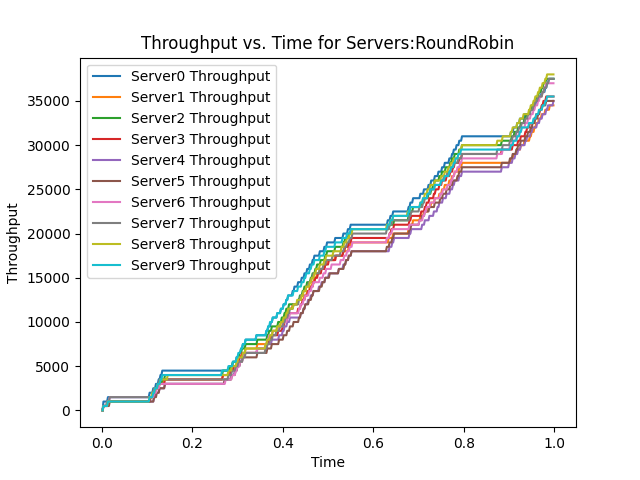 Throughput vs. Time for Servers:RoundRobin
Server0 Throughput
Server1 Throughput
Server2 Throughput
Server3 Throughput
Server4 Throughput
Server5 Throughput
Server6 Throughput
Server7 Throughput
Server8 Throughput
Server9 Throughput
Throughput
35000
30000
25000
20000
15000
10000
5000
0
0.0 0.2 0.4 0.6 0.8 1.0
Time